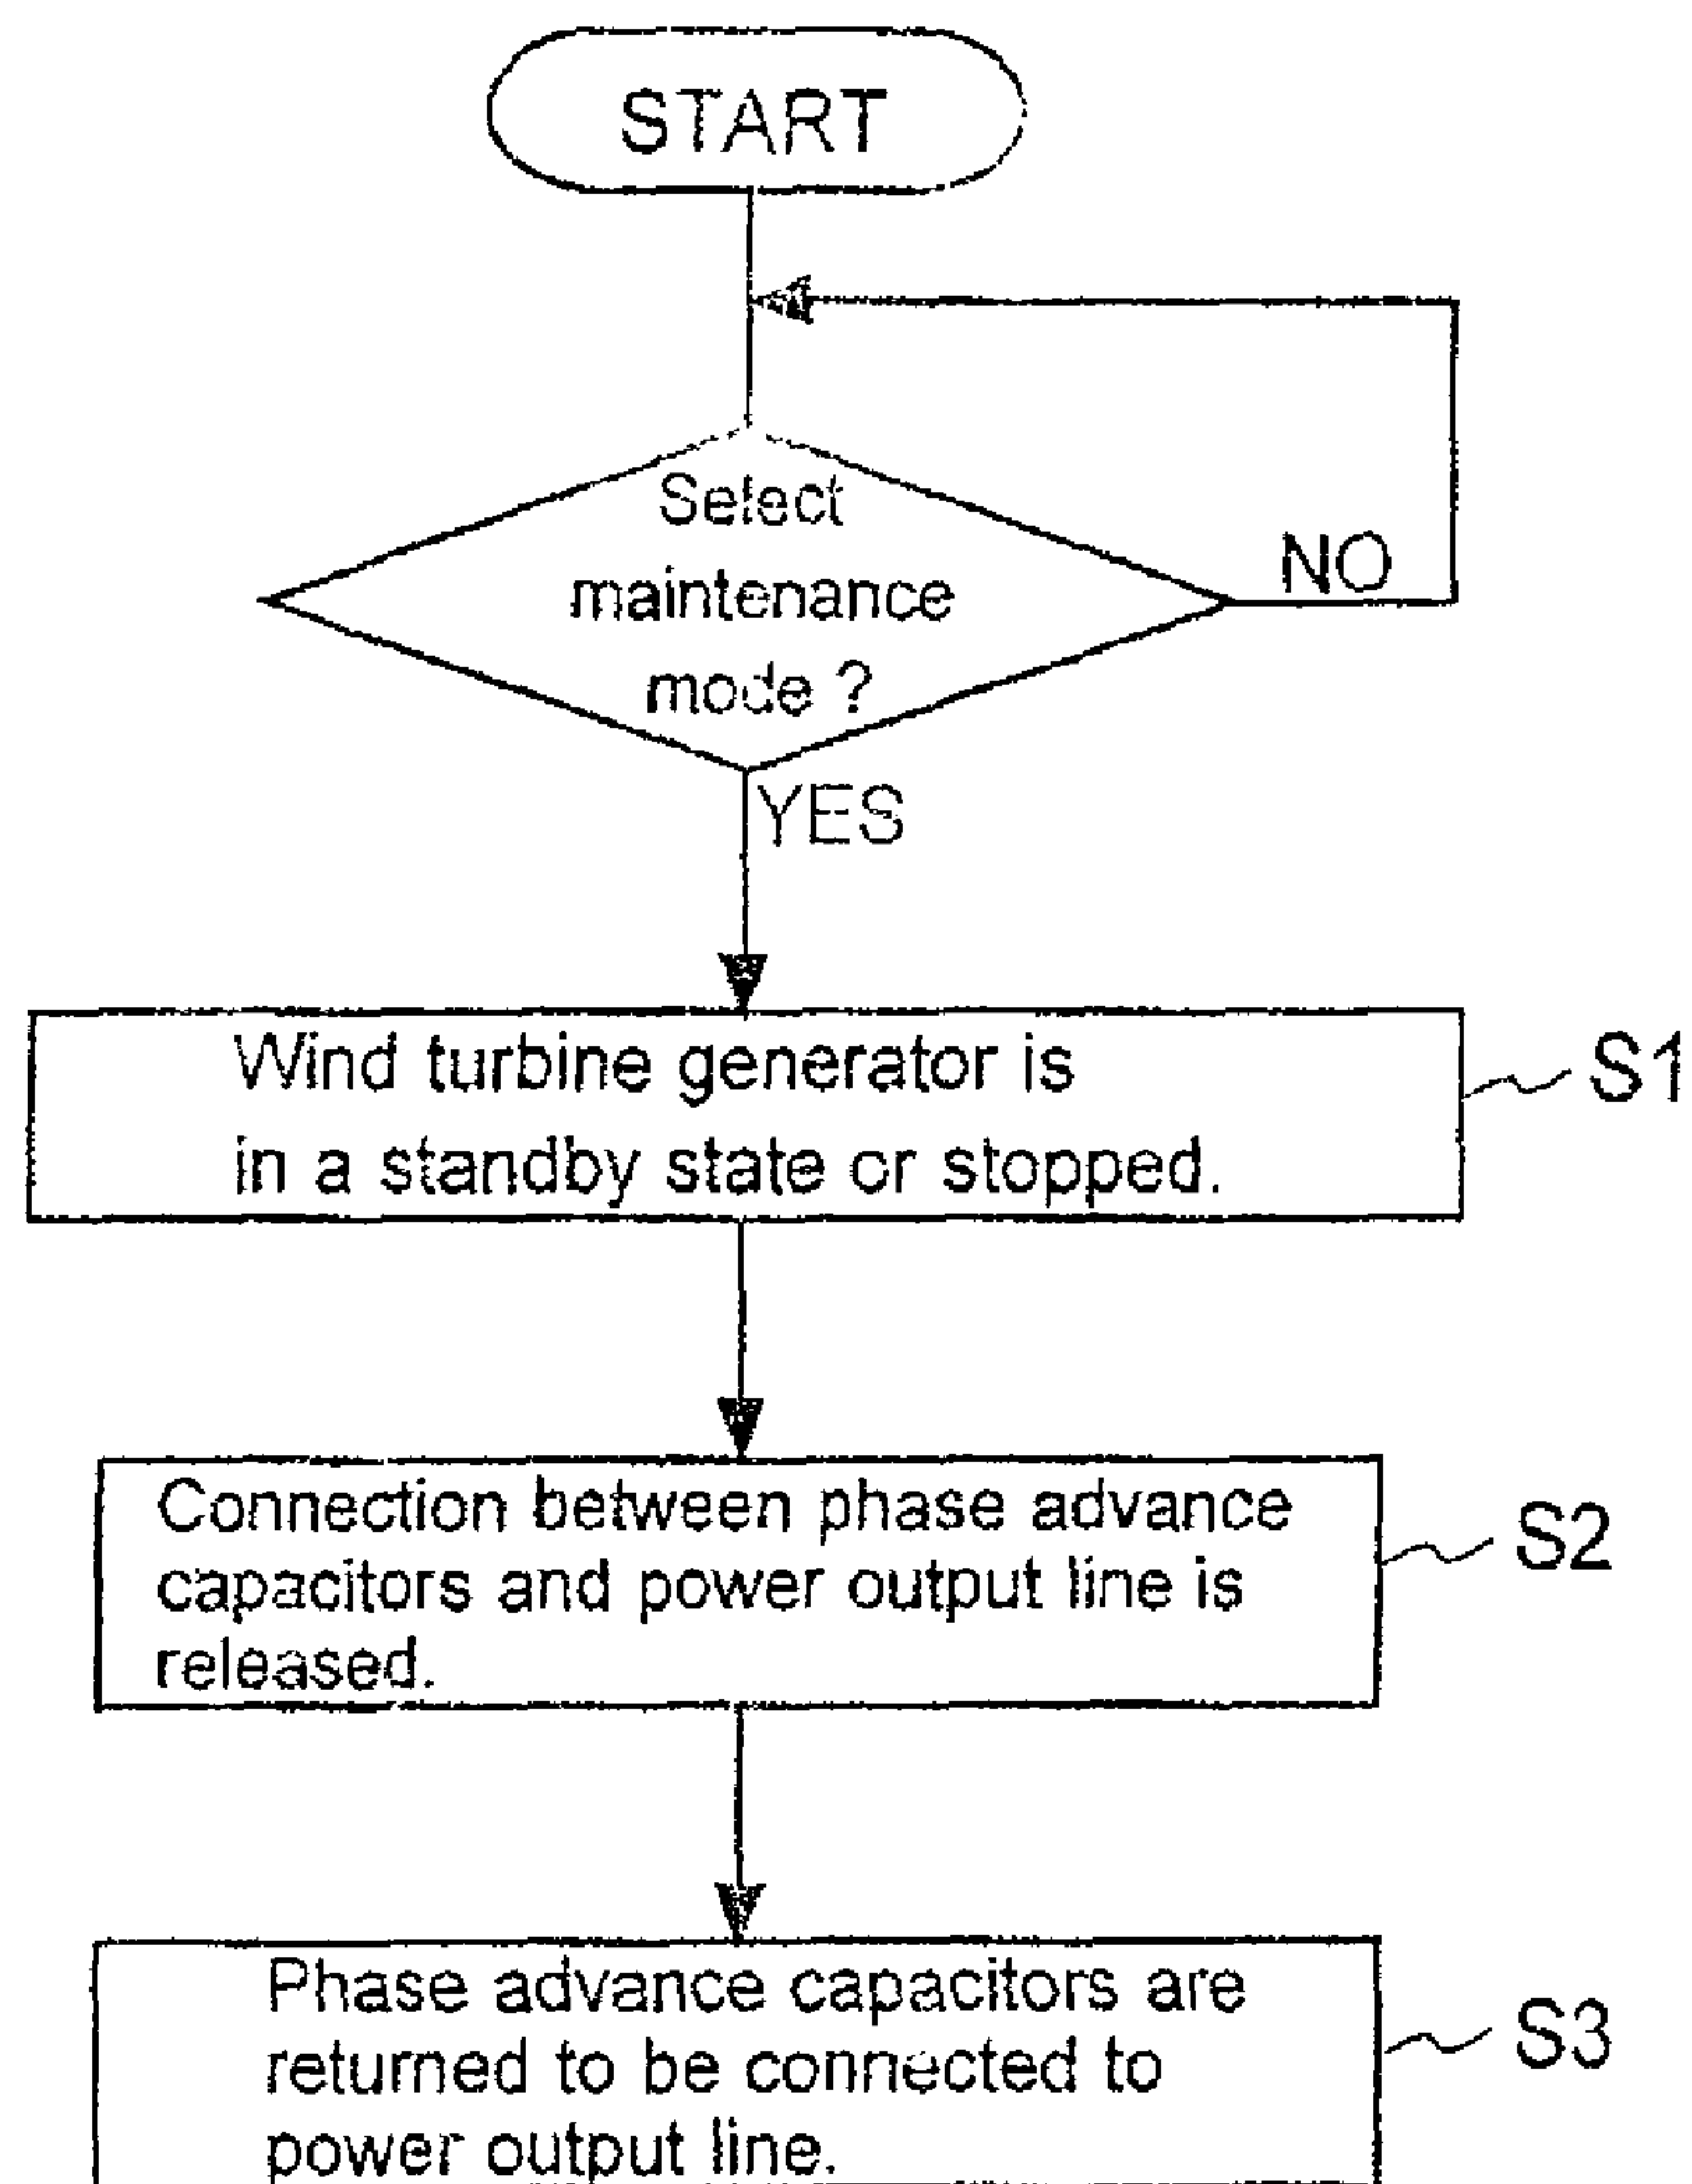 START
Select
maintenance
mode ?
NO
YES
Wind turbine generator is
in a standby state or stopped.
S1
Connection between phase advance
capacitors and power output line is
released.
S2
Phase advance capacitors are
returned to be connected to
power output line.
S3